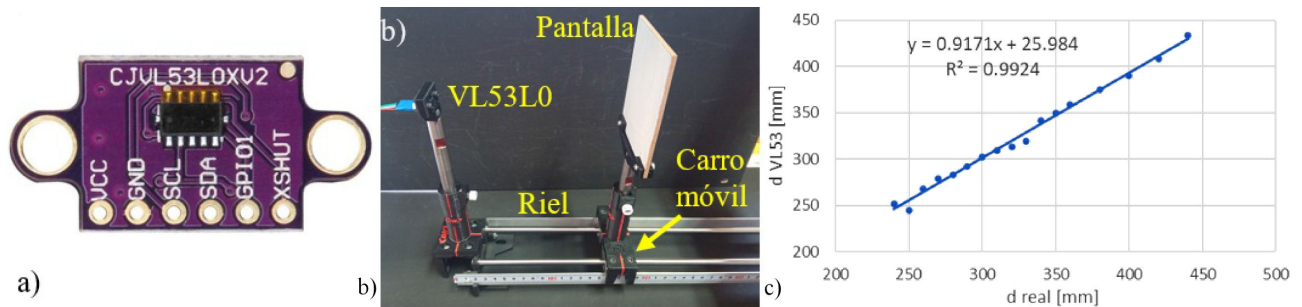 CJVL53L0XV2
VCC
GND
SCL
SDA
GPIO1
XSHUT
a)
b)
Pantalla
VL53L0
Carro
móvil
Riel
b)
450
400
350
300
250
200
d VL53 [mm]
y = 0.9171x + 25.984
R² = 0.9924
200 250 300 350 400 450 500
d real [mm]
c)